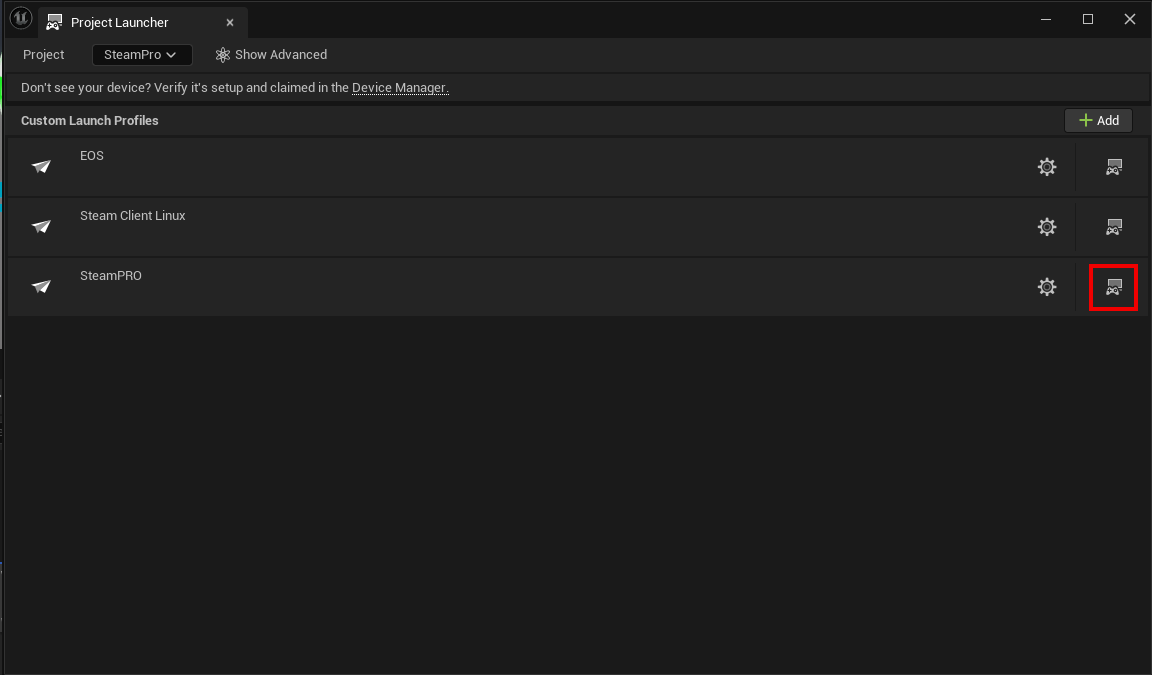 Project Launcher
Project SteamPro Show Advanced
Don't see your device? Verify it's setup and claimed in the Device Manager.
Custom Launch Profiles Add
EOS
Steam Client Linux
SteamPRO